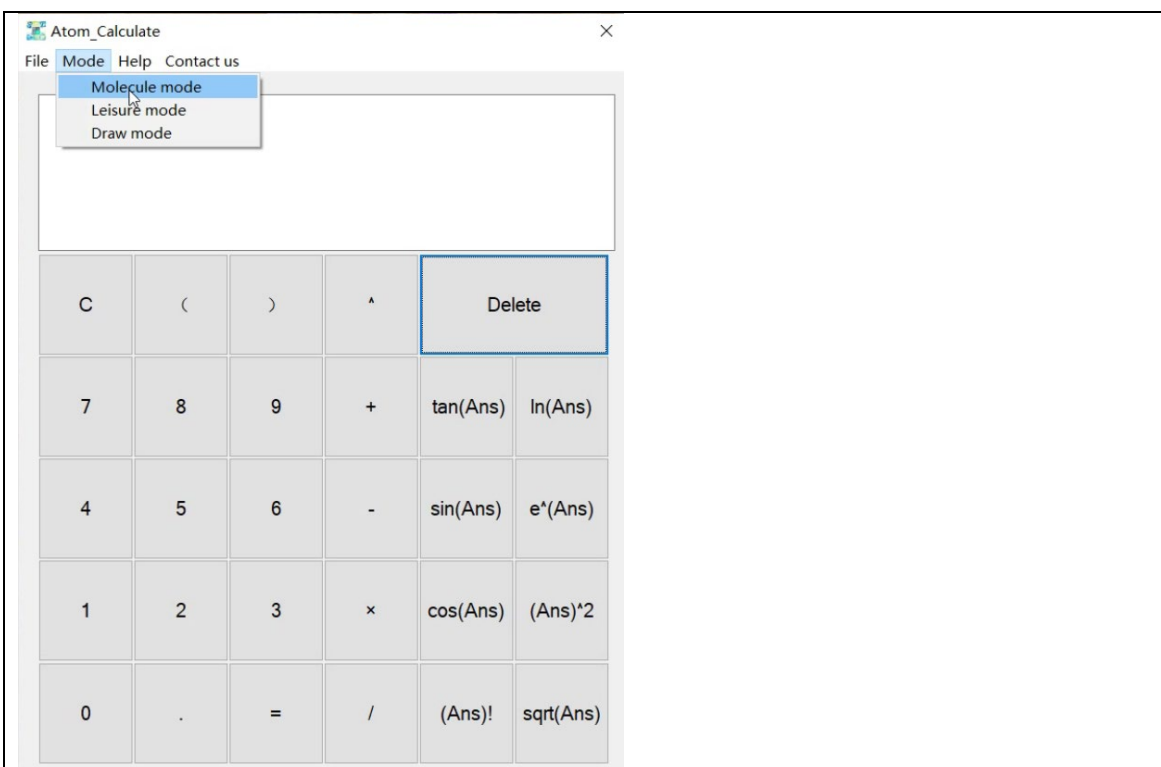 Atom_Calculate ×
File Mode Help Contact us
Molecule mode
Leisure mode
Draw mode
C ( ) ^ Delete
7 8 9 + tan(Ans) ln(Ans)
4 5 6 - sin(Ans) e^(Ans)
1 2 3 × cos(Ans) (Ans)^2
0 . = / (Ans)! sqrt(Ans)